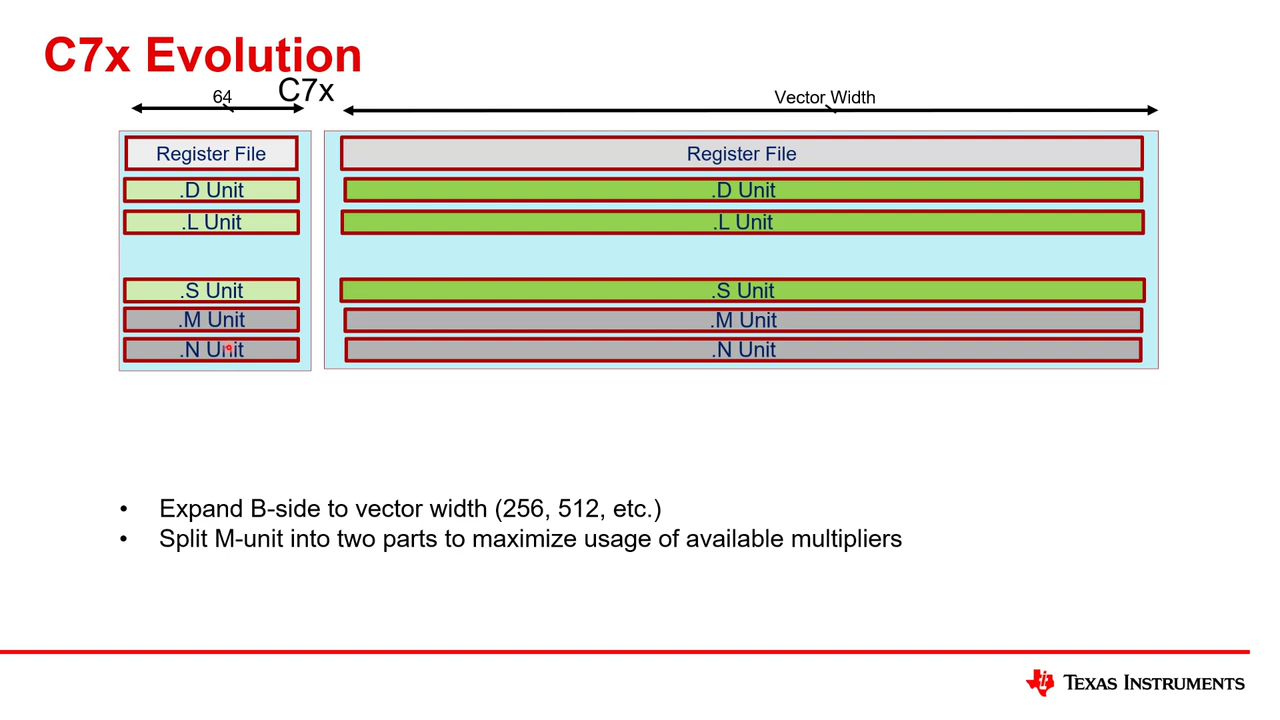 C7x Evolution
C7x
64
Vector Width
Register File
Register File
.D Unit
.D Unit
.L Unit
.L Unit
.S Unit
.S Unit
.M Unit
.M Unit
.N Unit
.N Unit
• Expand B-side to vector width (256, 512, etc.)
• Split M-unit into two parts to maximize usage of available multipliers
TEXAS INSTRUMENTS